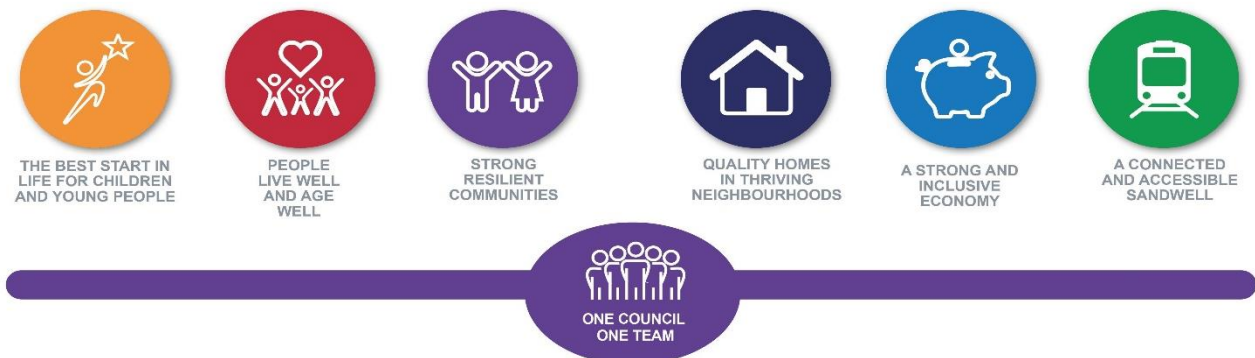 THE BEST START IN
LIFE FOR CHILDREN
AND YOUNG PEOPLE
PEOPLE
LIVE WELL
AND AGE
WELL
STRONG
RESILIENT
COMMUNITIES
QUALITY HOMES
IN THRIVING
NEIGHBOURHOODS
A STRONG AND
INCLUSIVE
ECONOMY
A CONNECTED
AND ACCESSIBLE
SANDWELL
ONE COUNCIL
ONE TEAM